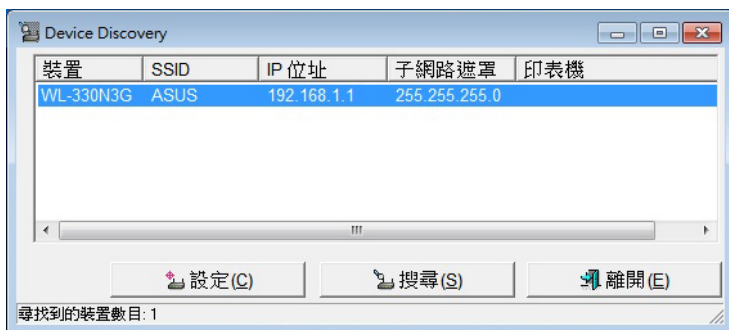 Device Discovery
裝置 SSID IP 位址 子網路遮罩 印表機
WL-330N3G ASUS 192.168.1.1 255.255.255.0
設定(C) 搜尋(S) 離開(E)
尋找到的裝置數目: 1